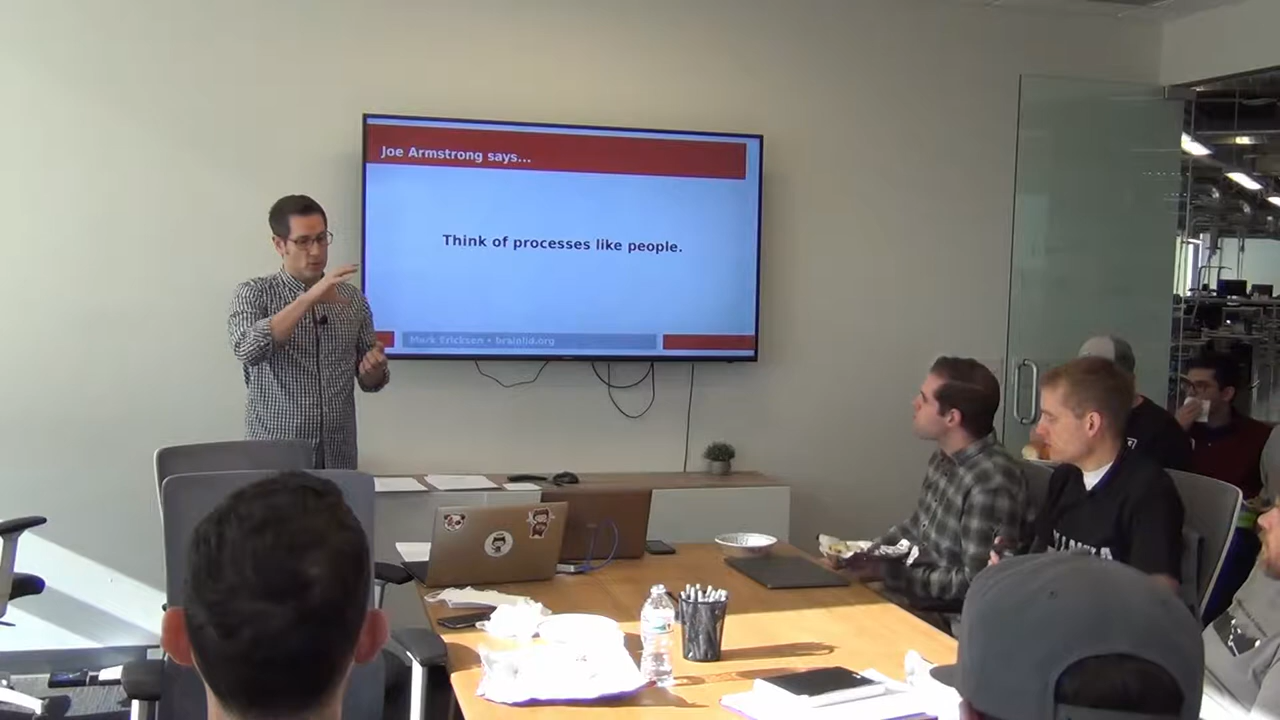 Joe Armstrong says...
Think of processes like people.
Mark Ericksen • brainlid.org